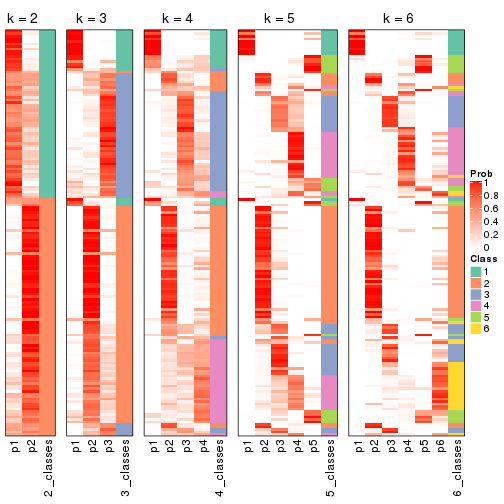 k = 2
k = 3
k = 4
k = 5
k = 6
p1
p2
2_classes
p1
p2
p3
3_classes
p1
p2
p3
p4
4_classes
p1
p2
p3
p4
p5
5_classes
p1
p2
p3
p4
p5
p6
6_classes
Prob
1
0.8
0.6
0.4
0.2
0
Class
1
2
3
4
5
6